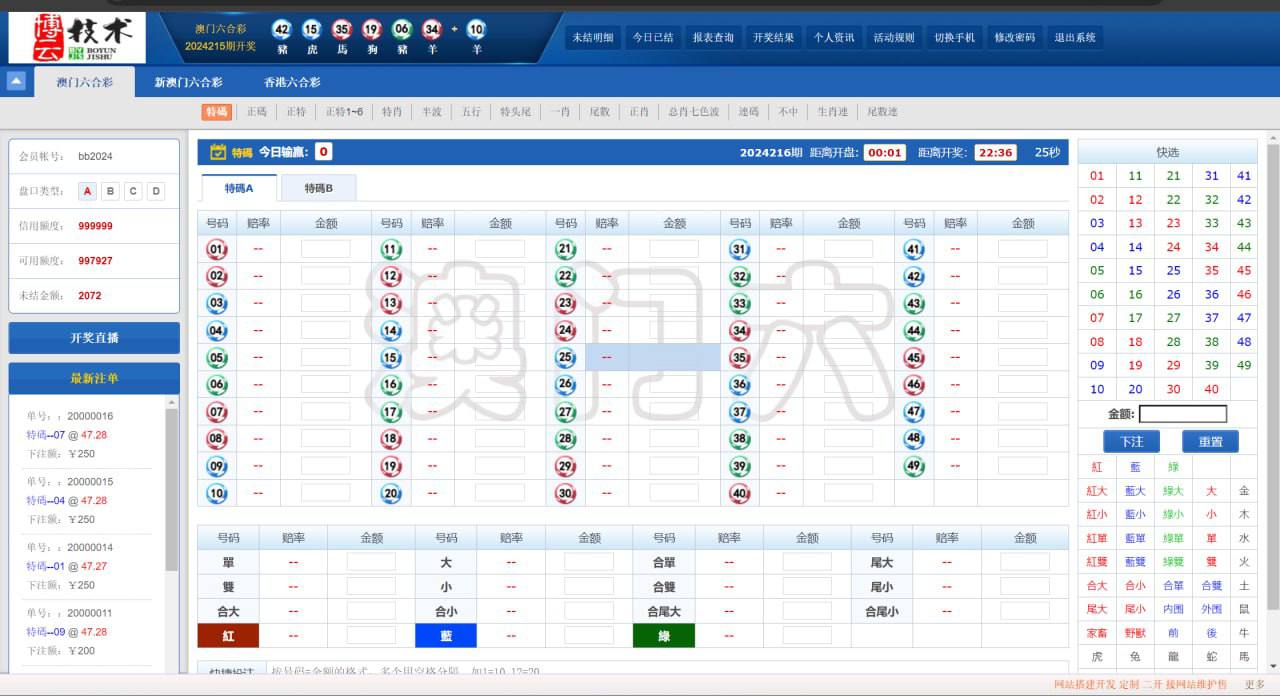 博云 技术
BY JS BOYUN JISHU
澳门六合彩
2024215期开奖
42 15 35 19 06 34 + 10
豬 虎 馬 狗 豬 羊 羊
未结明细 今日已结 报表查询 开奖结果 个人资讯 活动规则 切换手机 修改密码 退出系统
澳门六合彩 新澳门六合彩 香港六合彩
特碼 正碼 正特 正特1~6 特肖 半波 五行 特头尾 一肖 尾數 正肖 总肖七色波 連碼 不中 生肖連 尾數連
会员帐号： bb2024
盘口类型： A B C D
信用额度： 999999
可用额度： 997927
未结金额： 2072
开奖直播
最新注单
单号：：20000016
特碼--07 @ 47.28
下注额：￥250
单号：：20000015
特碼--04 @ 47.28
下注额：￥250
单号：：20000014
特碼--01 @ 47.27
下注额：￥250
单号：：20000011
特碼--09 @ 47.28
下注额：￥200
特碼 今日输赢: 0 2024216期 距离开盘: 00:01 距离开奖: 22:36 25秒
特碼A 特碼B
号码 赔率 金额 号码 赔率 金额 号码 赔率 金额 号码 赔率 金额 号码 赔率 金额
01 -- 11 -- 21 -- 31 -- 41 --
02 -- 12 -- 22 -- 32 -- 42 --
03 -- 13 -- 23 -- 33 -- 43 --
04 -- 14 -- 24 -- 34 -- 44 --
05 -- 15 -- 25 -- 35 -- 45 --
06 -- 16 -- 26 -- 36 -- 46 --
07 -- 17 -- 27 -- 37 -- 47 --
08 -- 18 -- 28 -- 38 -- 48 --
09 -- 19 -- 29 -- 39 -- 49 --
10 -- 20 -- 30 -- 40 --
澳门六
号码 赔率 金额 号码 赔率 金额 号码 赔率 金额 号码 赔率 金额
單 -- 大 -- 合單 -- 尾大 --
雙 -- 小 -- 合雙 -- 尾小 --
合大 -- 合小 -- 合尾大 -- 合尾小 --
紅 -- 藍 -- 綠 --
快捷投注 按号码=金额的格式，多个用空格分隔，如1=10 12=20
快选
01 11 21 31 41
02 12 22 32 42
03 13 23 33 43
04 14 24 34 44
05 15 25 35 45
06 16 26 36 46
07 17 27 37 47
08 18 28 38 48
09 19 29 39 49
10 20 30 40
金额:
下注 重置
紅 藍 綠
紅大 藍大 綠大 大 金
紅小 藍小 綠小 小 木
紅單 藍單 綠單 單 水
紅雙 藍雙 綠雙 雙 火
合大 合小 合單 合雙 土
尾大 尾小 内围 外围 鼠
家畜 野獸 前 後 牛
虎 兔 龍 蛇 馬
网站搭建开发 定制 二开 接网站维护售 更多